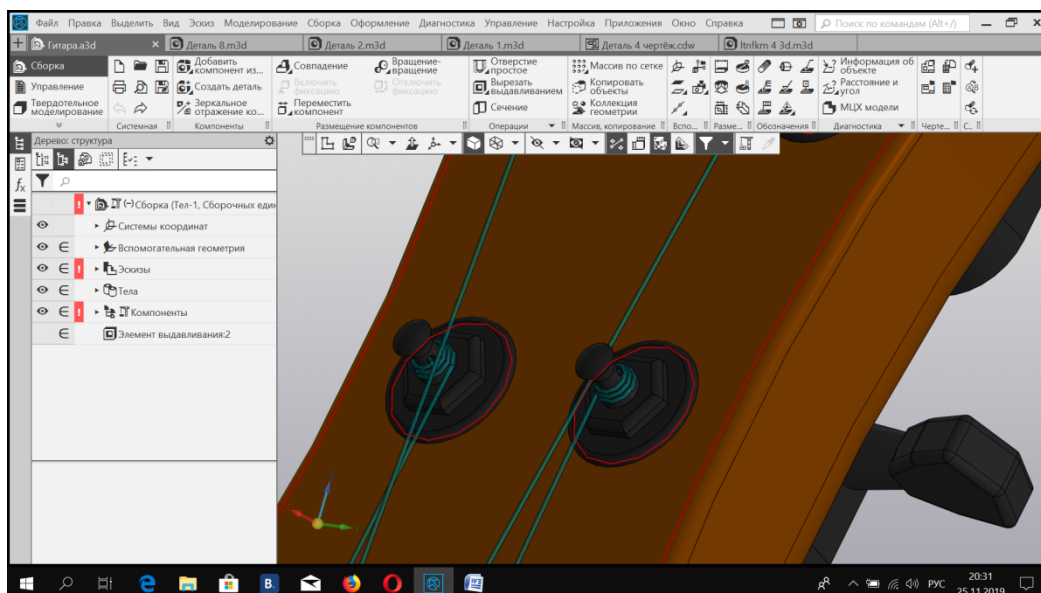 Файл Правка Выделить Вид Эскиз Моделирование Сборка Оформление Диагностика Управление Настройка Приложения Окно Справка Поиск по командам (Alt+/)
Гитара.a3d Деталь 8.m3d Деталь 2.m3d Деталь 1.m3d Деталь 4 чертёж.cdw ltnfkm 4 3d.m3d
Сборка Добавить компонент из... Совпадение Вращение-вращение Отверстие простое Массив по сетке Информация об объекте
Управление Создать деталь Включить фиксацию Отключить фиксацию Вырезать выдавливанием Копировать объекты Расстояние и угол
Твердотельное моделирование Зеркальное отражение ко... Переместить компонент Сечение Коллекция геометрии МЦХ модели
Системная Компоненты Размещение компонентов Операции Массив, копирование Вспо... Разме... Обозначения Диагностика Черте... С..
Дерево: структура
(-)Сборка (Тел-1, Сборочных един
Системы координат
Вспомогательная геометрия
Эскизы
Тела
Компоненты
Элемент выдавливания:2
РУС 20:31
25.11.2019